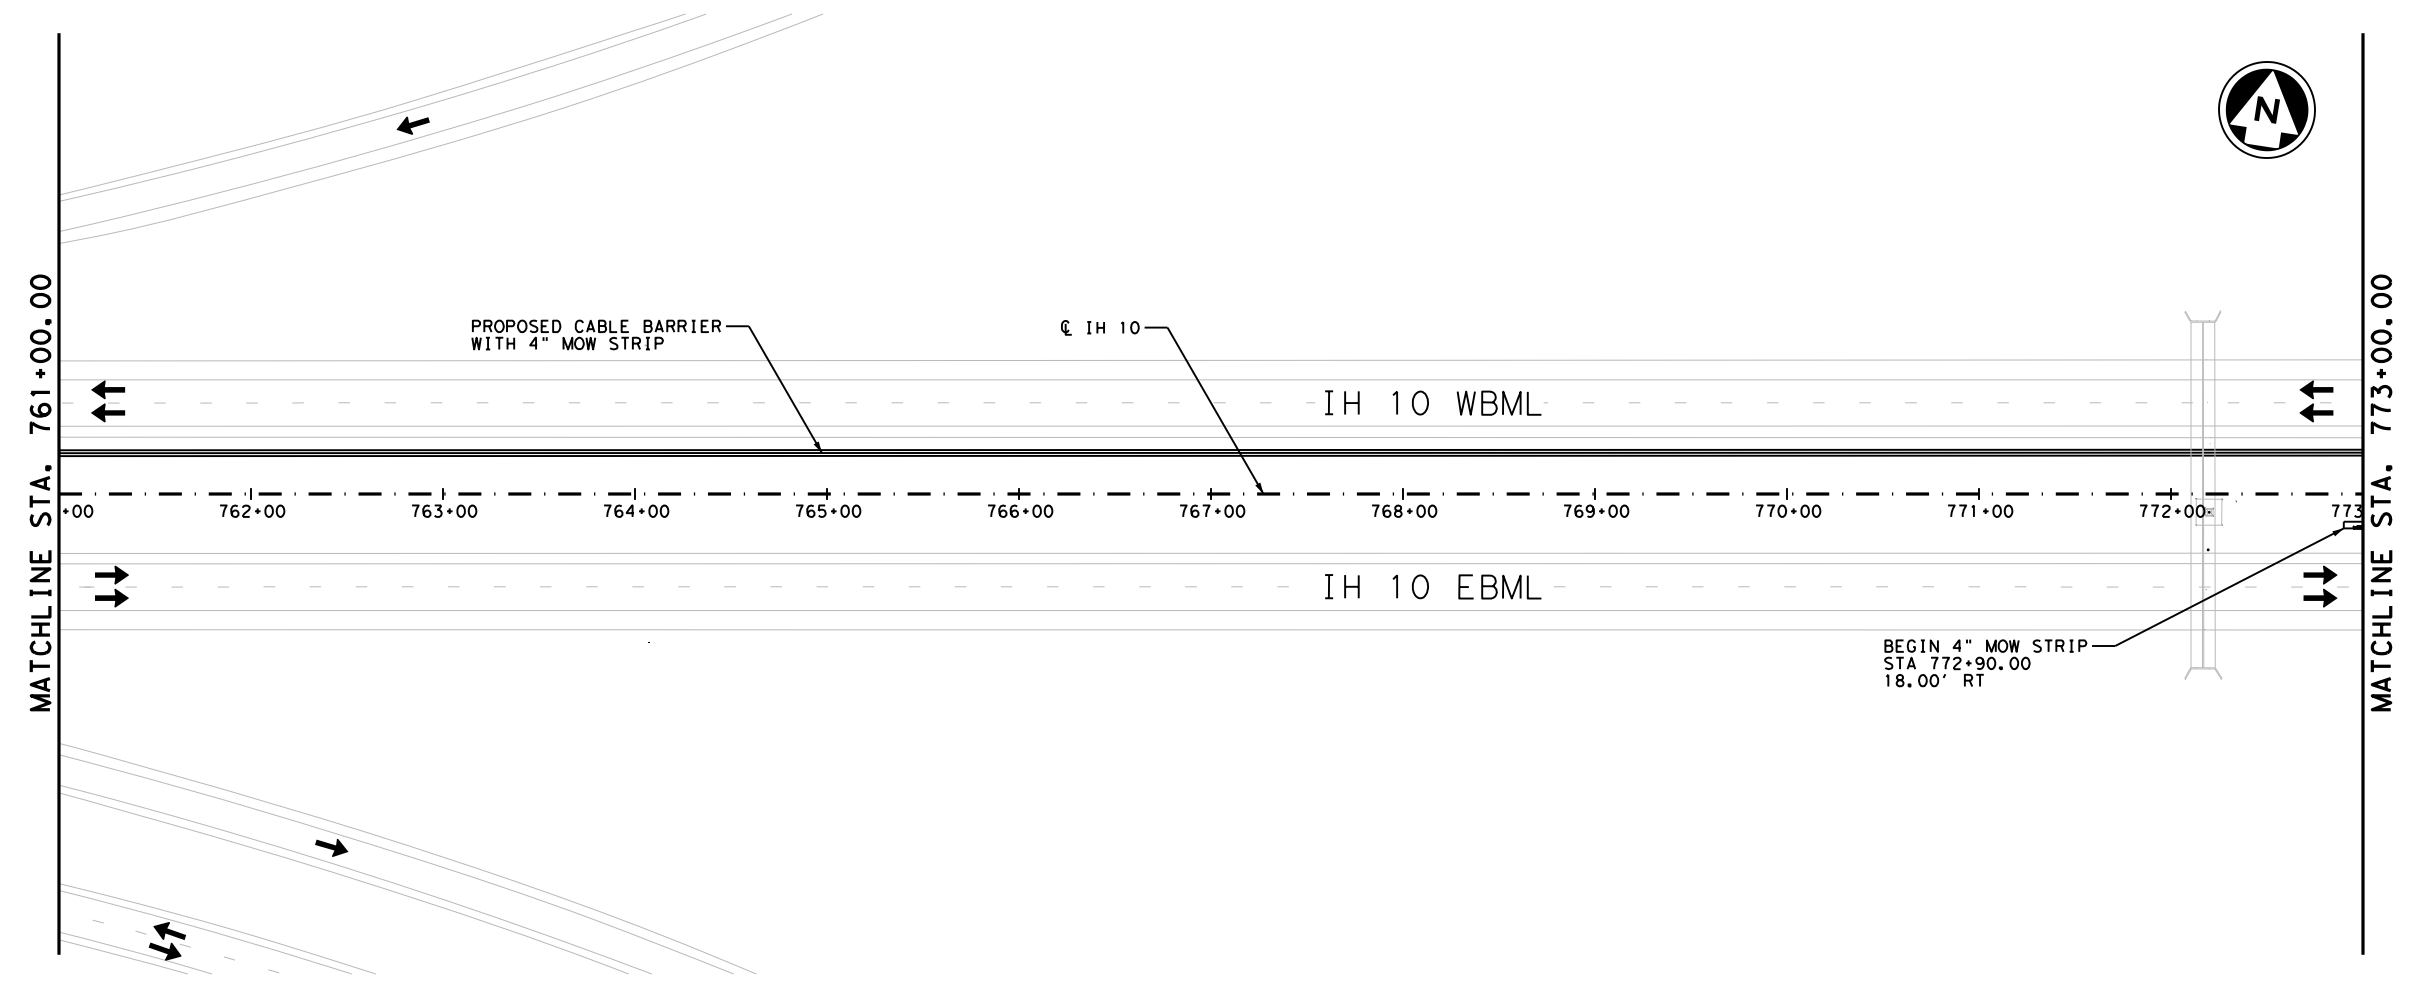 N
PROPOSED CABLE BARRIER
WITH 4" MOW STRIP
℄ IH 10
IH 10 WBML
+00 762+00 763+00 764+00 765+00 766+00 767+00 768+00 769+00 770+00 771+00 772+00 773
IH 10 EBML
BEGIN 4" MOW STRIP
STA 772+90.00
18.00' RT
MATCHLINE STA. 761+00.00
MATCHLINE STA. 773+00.00